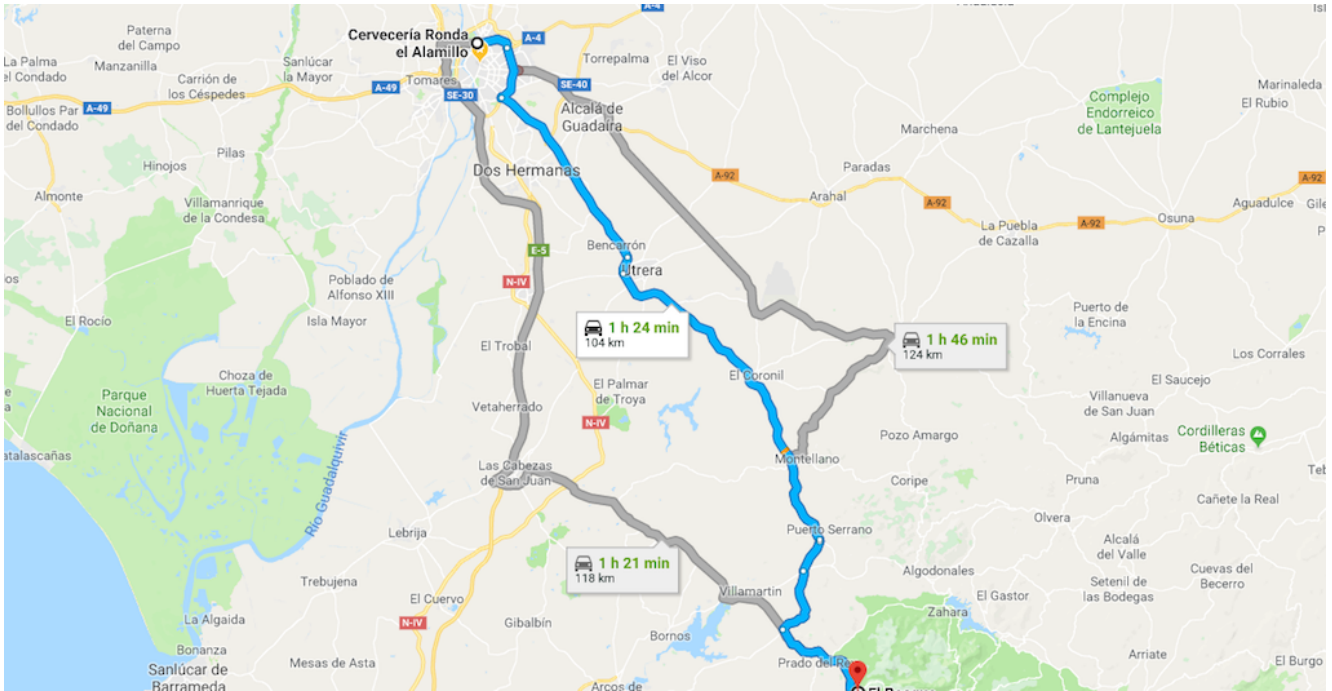 A-4
Is
Paterna
del Campo
Cervecería Ronda
el Alamillo
A-4
La Palma
el Condado
Manzanilla
Sanlúcar
la Mayor
Torrepalma
El Viso
del Alcor
Carrión de
los Céspedes
Tomares
A-49
SE-30
SE-40
Marinaleda
El Rubio
Bollullos Par
del Condado
A-49
Alcalá de
Guadaíra
Complejo
Endorreico
de Lantejuela
Marchena
Hinojos
Pilas
Dos Hermanas
A-92
Paradas
A-92
Almonte
Villamanrique
de la Condesa
Arahal
A-92
Aguadulce
Gile
La Puebla
de Cazalla
A-92
Osuna
Bencarrón
E-5
Utrera
N-IV
Poblado de
Alfonso XIII
El Rocío
Isla Mayor
1 h 24 min
104 km
1 h 46 min
124 km
Puerto de
la Encina
El Trobal
Los Corrales
Choza de
Huerta Tejada
El Coronil
El Palmar
de Troya
El Saucejo
Parque
Nacional
de Doñana
Vetaherrado
N-IV
Villanueva
de San Juan
Pozo Amargo
Algámitas
Cordilleras
Béticas
atalascañas
Las Cabezas
de San Juan
Montellano
Coripe
Pruna
Teb
Cañete la Real
Río Guadalquivir
Lebrija
Puerto Serrano
Olvera
1 h 21 min
118 km
Alcalá
del Valle
Trebujena
Villamartin
Algodonales
Cuevas del
Becerro
El Cuervo
El Gastor
Setenil de
las Bodegas
La Algaida
N-IV
Gibalbín
Zahara
Bonanza
Bornos
Sanlúcar de
Barrameda
Mesas de Asta
Prado del Rey
Arriate
El Burgo
Arcos de